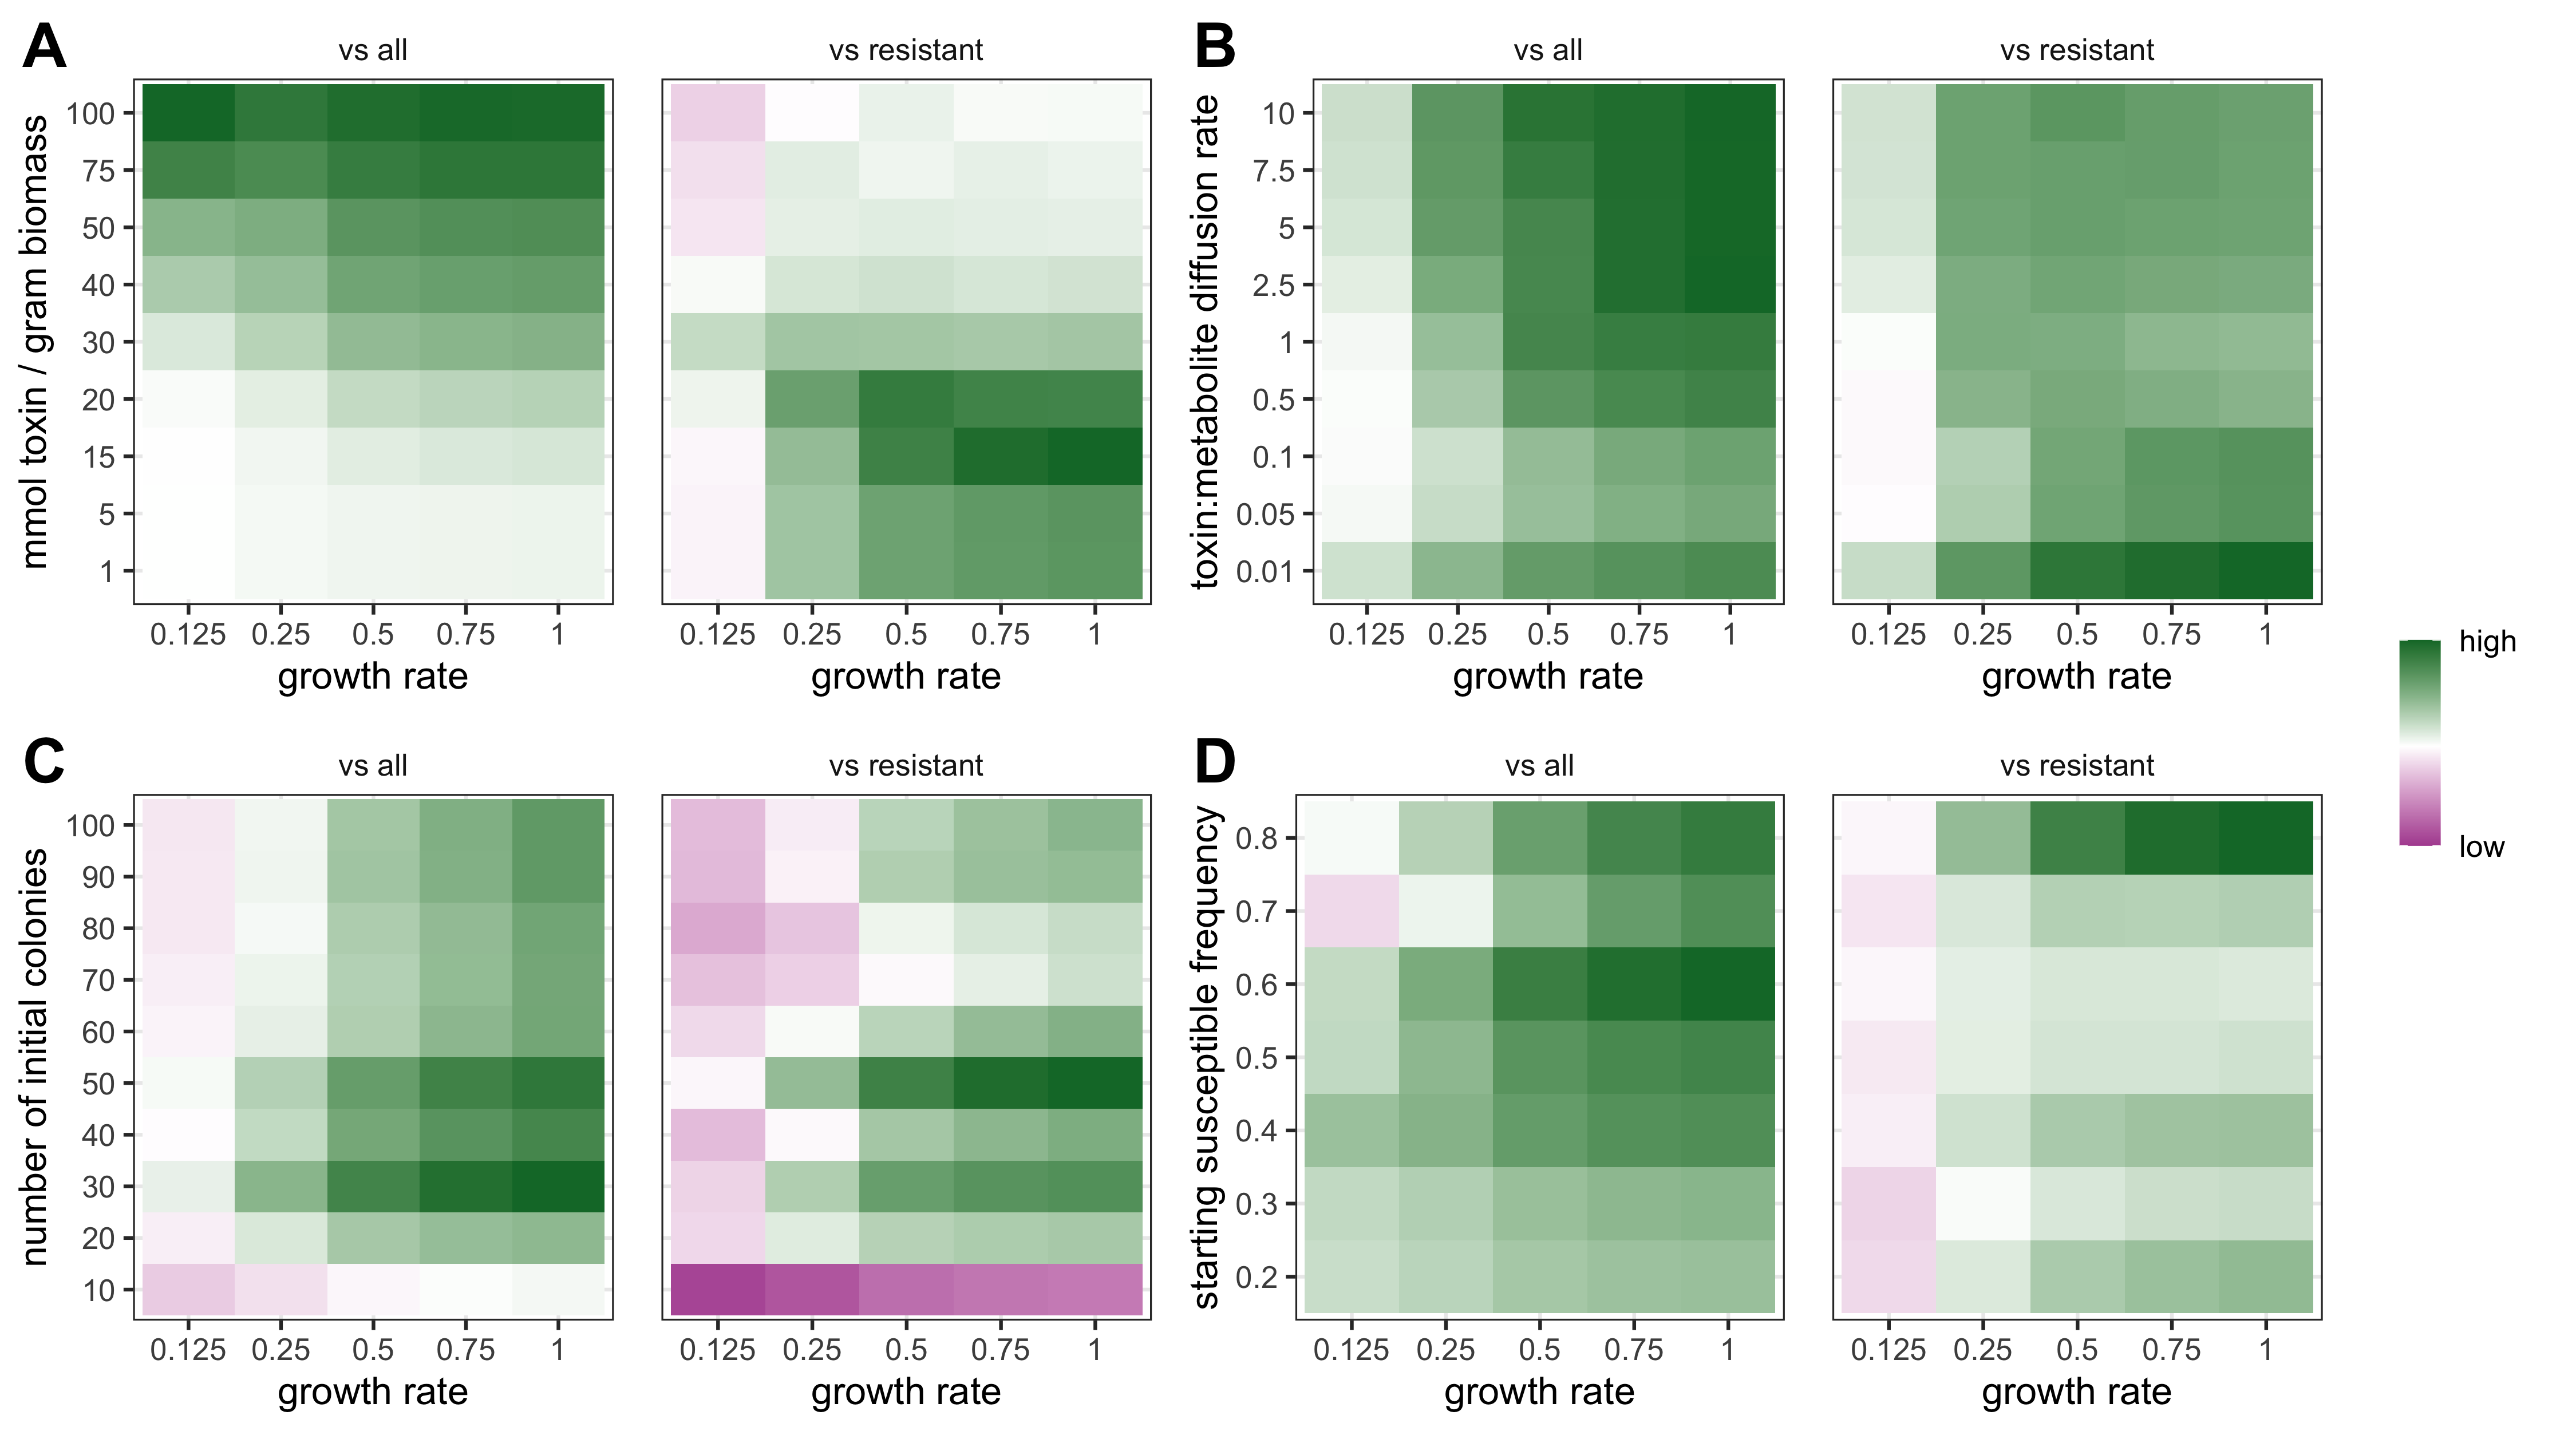 A
vs all
vs resistant
mmol toxin / gram biomass
100
75
50
40
30
20
15
5
1
0.125 0.25 0.5 0.75 1
growth rate
0.125 0.25 0.5 0.75 1
growth rate
B
vs all
vs resistant
toxin:metabolite diffusion rate
10
7.5
5
2.5
1
0.5
0.1
0.05
0.01
0.125 0.25 0.5 0.75 1
growth rate
0.125 0.25 0.5 0.75 1
growth rate
high
low
C
vs all
vs resistant
number of initial colonies
100
90
80
70
60
50
40
30
20
10
0.125 0.25 0.5 0.75 1
growth rate
0.125 0.25 0.5 0.75 1
growth rate
D
vs all
vs resistant
starting susceptible frequency
0.8
0.7
0.6
0.5
0.4
0.3
0.2
0.125 0.25 0.5 0.75 1
growth rate
0.125 0.25 0.5 0.75 1
growth rate